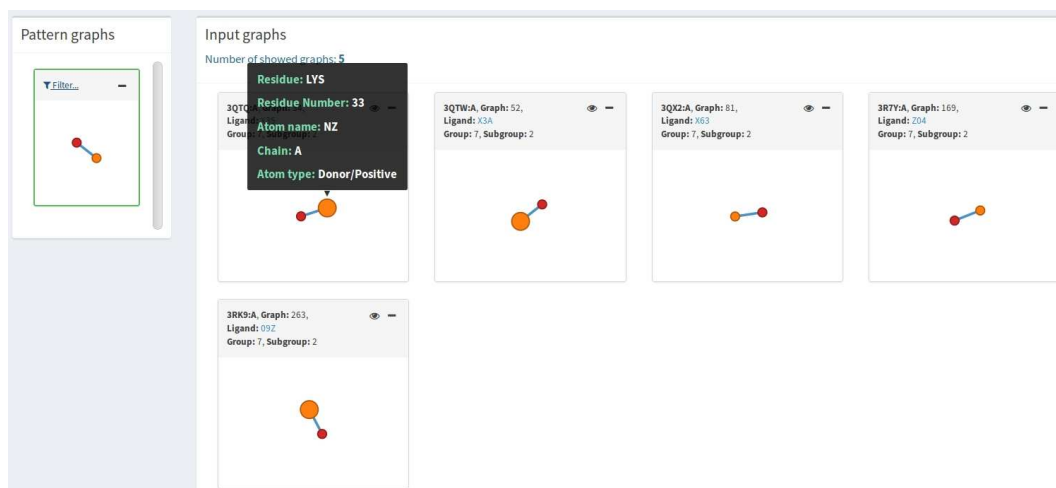 Pattern graphs
Filter...
Input graphs
Number of showed graphs: 5
Residue: LYS
Residue Number: 33
Atom name: NZ
Chain: A
Atom type: Donor/Positive
3QTW:A, Graph: 52,
Ligand: X3A
Group: 7, Subgroup: 2
3QX2:A, Graph: 81,
Ligand: X63
Group: 7, Subgroup: 2
3R7Y:A, Graph: 169,
Ligand: Z04
Group: 7, Subgroup: 2
3RK9:A, Graph: 263,
Ligand: 09Z
Group: 7, Subgroup: 2